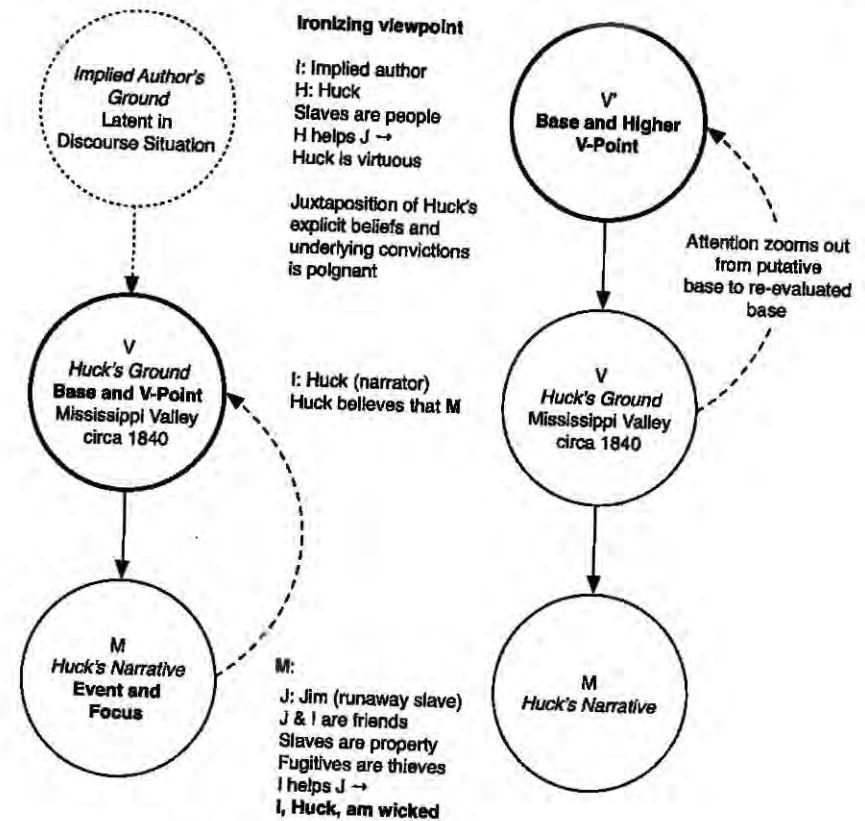 Implied Author's
Ground
Latent in
Discourse Situation
V
Huck's Ground
Base and V-Point
Mississippi Valley
circa 1840
M
Huck's Narrative
Event and
Focus
Ironizing viewpoint
I: Implied author
H: Huck
Slaves are people
H helps J →
Huck is virtuous
Juxtaposition of Huck's
explicit beliefs and
underlying convictions
is poignant
I: Huck (narrator)
Huck believes that M
M:
J: Jim (runaway slave)
J & I are friends
Slaves are property
Fugitives are thieves
I helps J →
I, Huck, am wicked
V'
Base and Higher
V-Point
Attention zooms out
from putative
base to re-evaluated
base
V
Huck's Ground
Mississippi Valley
circa 1840
M
Huck's Narrative